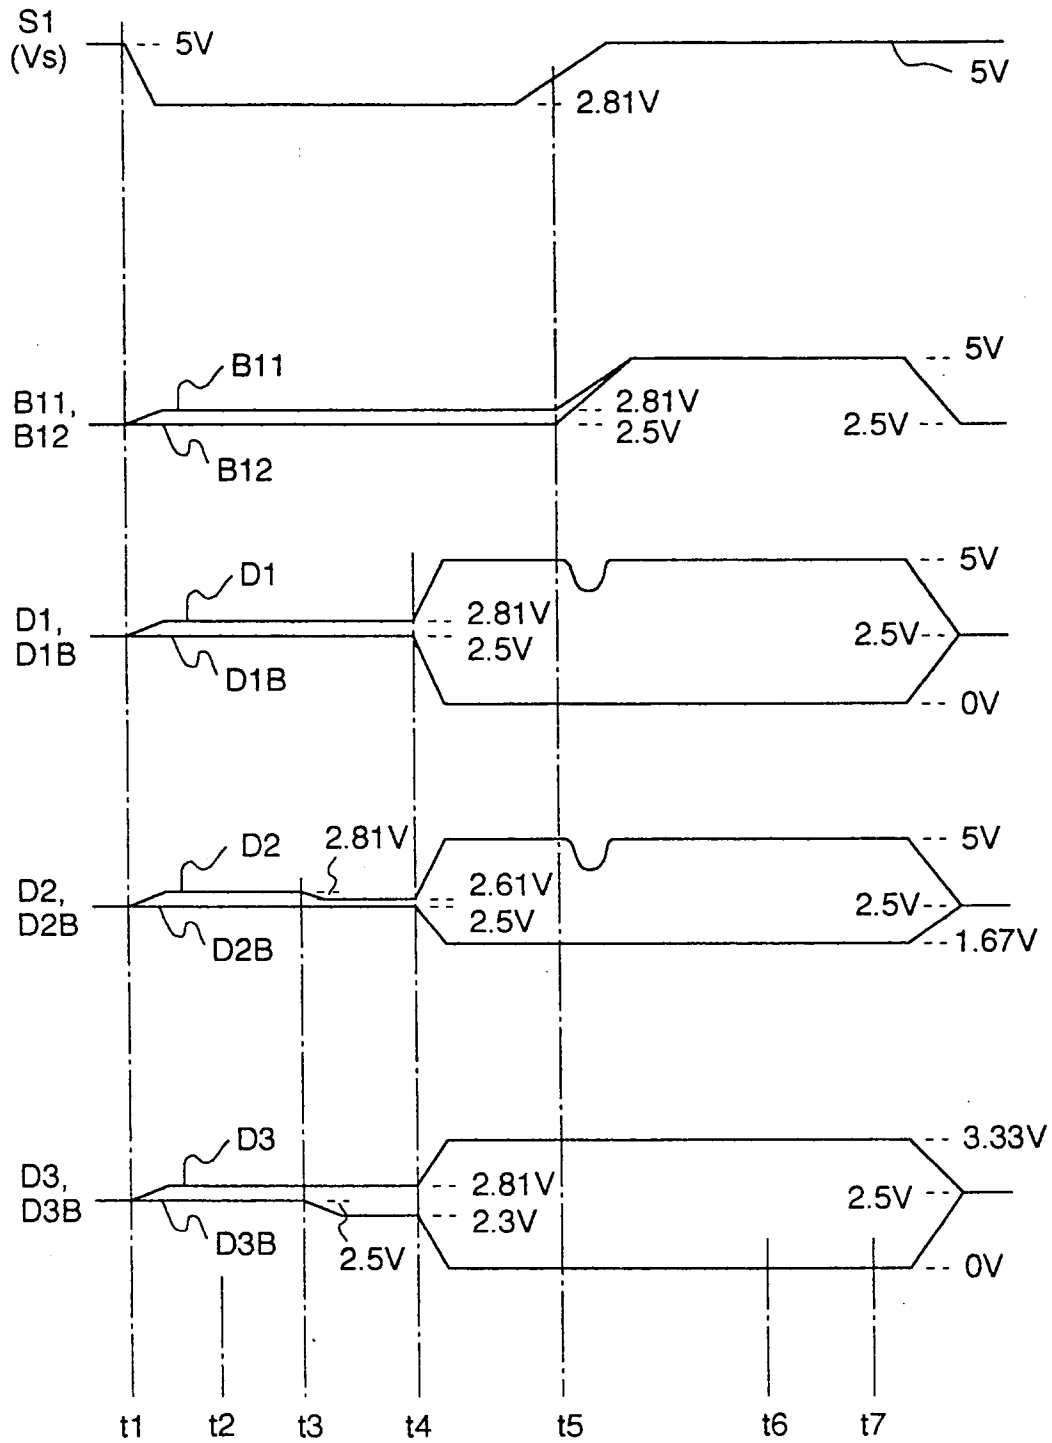 S1
(Vs)
5V
5V
2.81V
B11
B11,
B12
B12
5V
2.81V
2.5V
2.5V
D1
D1,
D1B
D1B
5V
2.81V
2.5V
2.5V
0V
D2
2.81V
D2,
D2B
D2B
5V
2.61V
2.5V
2.5V
1.67V
D3
D3,
D3B
D3B
3.33V
2.81V
2.3V
2.5V
2.5V
0V
t1 t2 t3 t4 t5 t6 t7